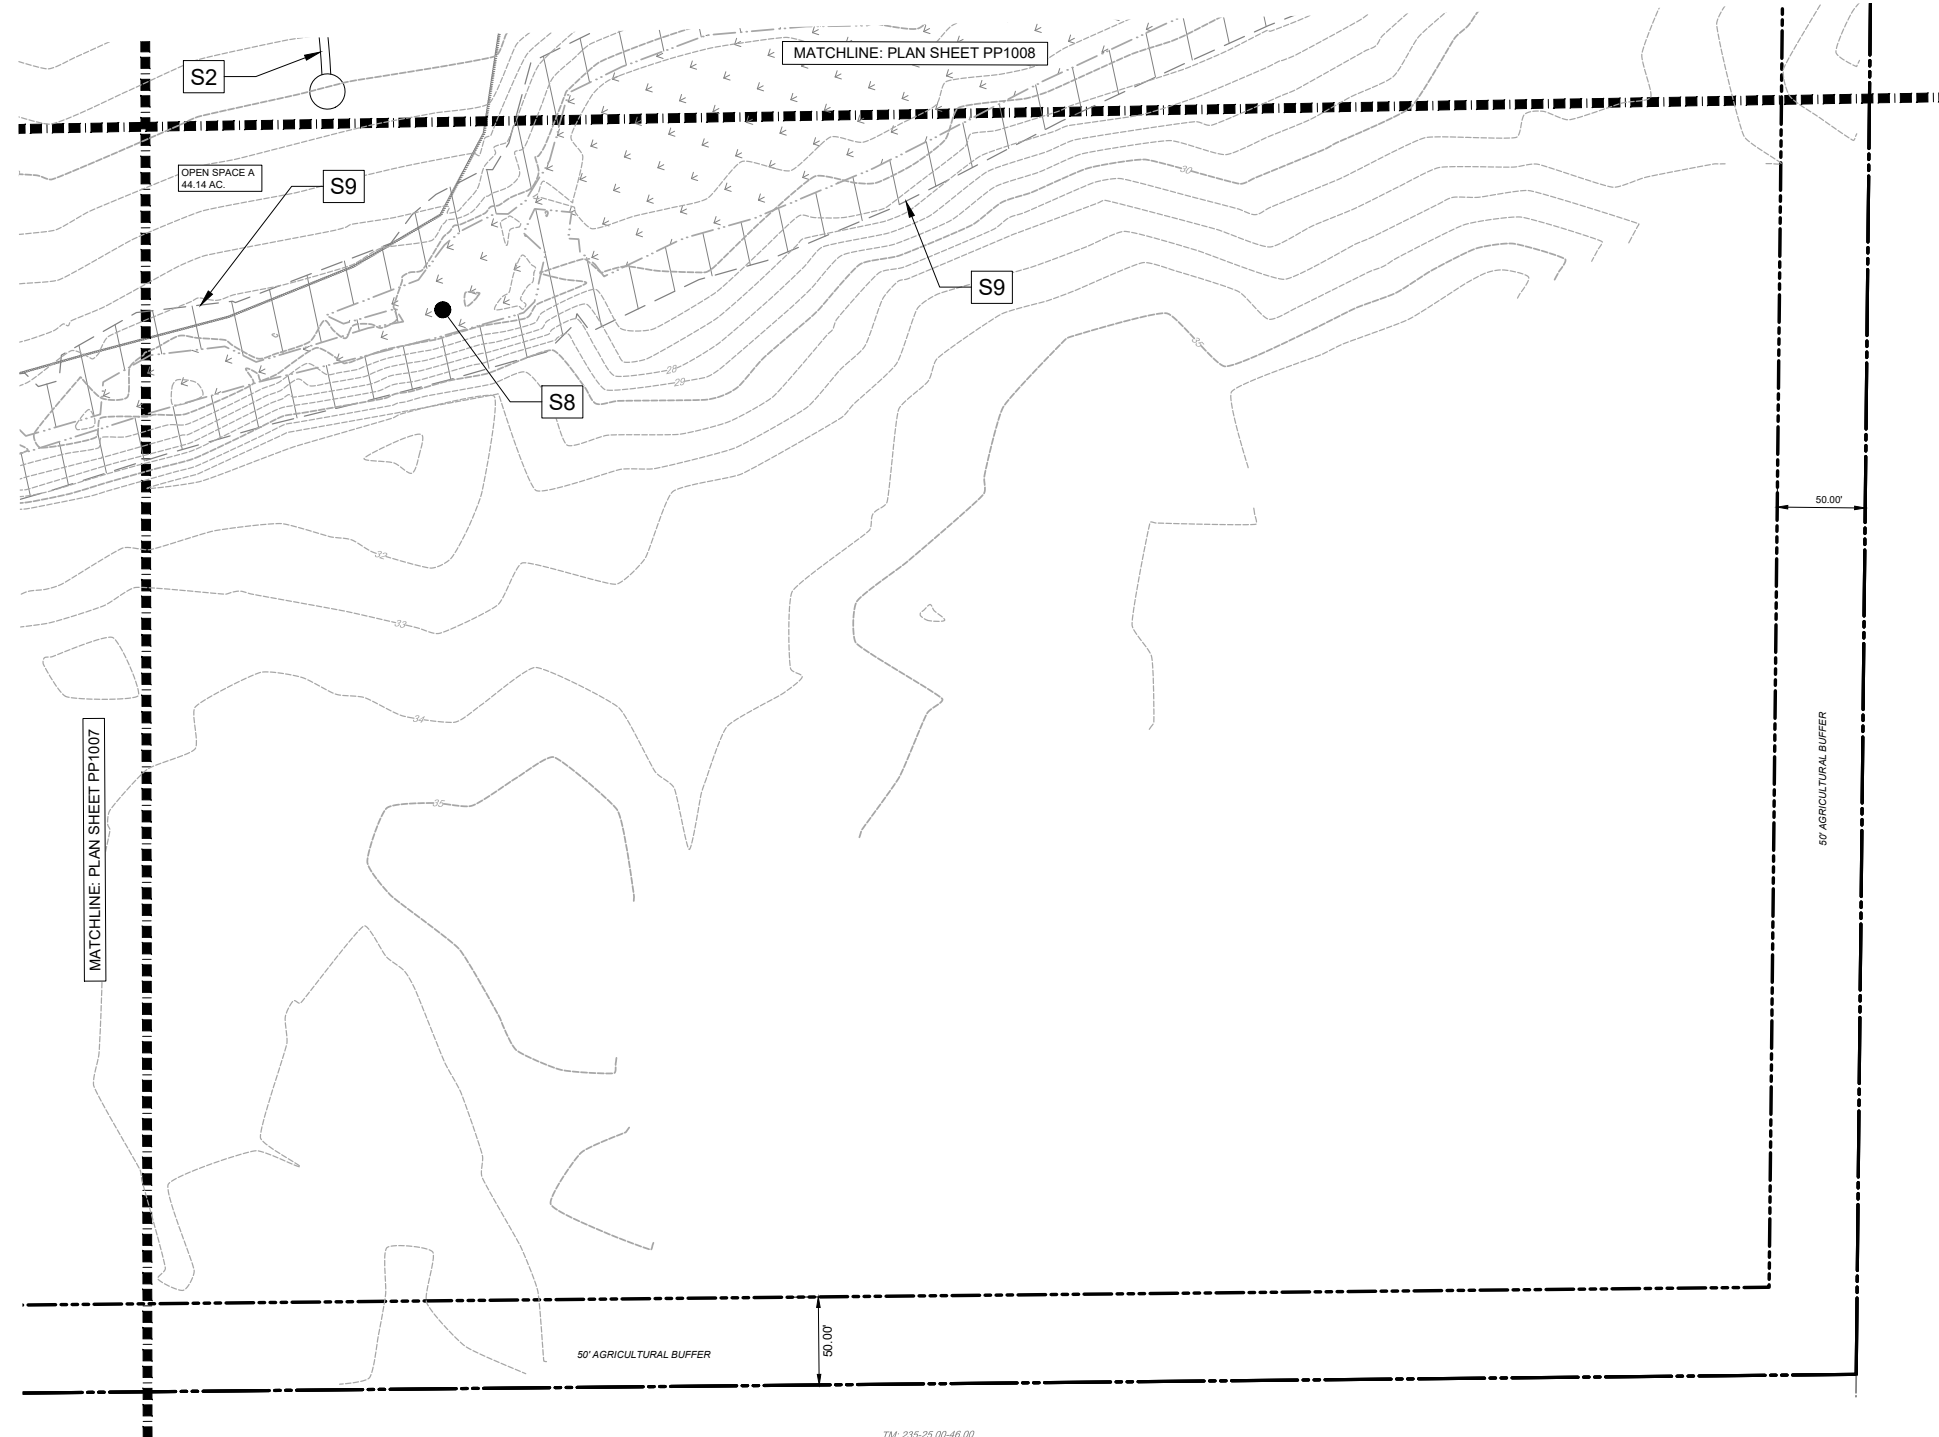 MATCHLINE: PLAN SHEET PP1008
S2
OPEN SPACE A
44.14 AC.
S9
30
S9
28
29
S8
50.00'
32
33
34
35
MATCHLINE: PLAN SHEET PP1007
50' AGRICULTURAL BUFFER
50' AGRICULTURAL BUFFER
50.00'
TM: 235-25.00-46.00